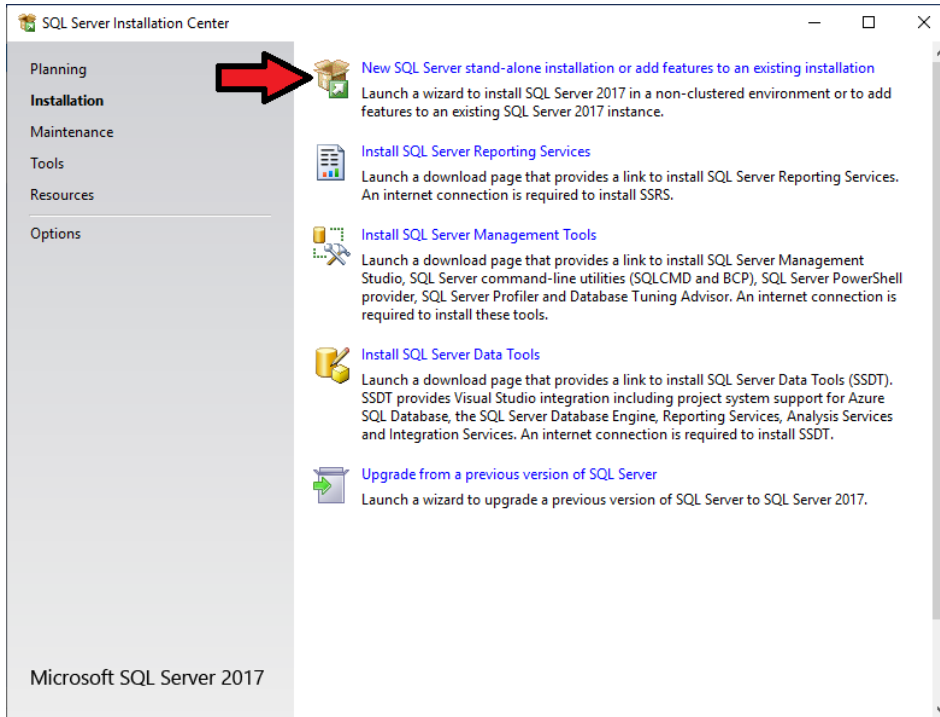 SQL Server Installation Center
Planning
Installation
Maintenance
Tools
Resources
Options
Microsoft SQL Server 2017
New SQL Server stand-alone installation or add features to an existing installation
Launch a wizard to install SQL Server 2017 in a non-clustered environment or to add
features to an existing SQL Server 2017 instance.
Install SQL Server Reporting Services
Launch a download page that provides a link to install SQL Server Reporting Services.
An internet connection is required to install SSRS.
Install SQL Server Management Tools
Launch a download page that provides a link to install SQL Server Management
Studio, SQL Server command-line utilities (SQLCMD and BCP), SQL Server PowerShell
provider, SQL Server Profiler and Database Tuning Advisor. An internet connection is
required to install these tools.
Install SQL Server Data Tools
Launch a download page that provides a link to install SQL Server Data Tools (SSDT).
SSDT provides Visual Studio integration including project system support for Azure
SQL Database, the SQL Server Database Engine, Reporting Services, Analysis Services
and Integration Services. An internet connection is required to install SSDT.
Upgrade from a previous version of SQL Server
Launch a wizard to upgrade a previous version of SQL Server to SQL Server 2017.